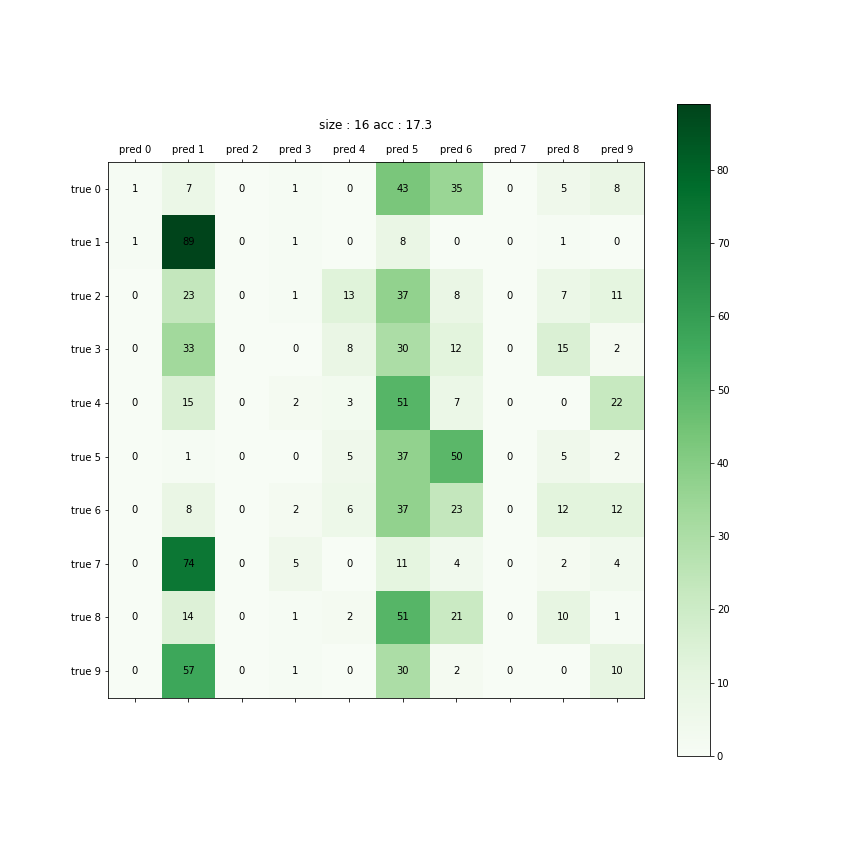 size : 16 acc : 17.3
pred 0 pred 1 pred 2 pred 3 pred 4 pred 5 pred 6 pred 7 pred 8 pred 9
true 0 1 7 0 1 0 43 35 0 5 8
true 1 1 89 0 1 0 8 0 0 1 0
true 2 0 23 0 1 13 37 8 0 7 11
true 3 0 33 0 0 8 30 12 0 15 2
true 4 0 15 0 2 3 51 7 0 0 22
true 5 0 1 0 0 5 37 50 0 5 2
true 6 0 8 0 2 6 37 23 0 12 12
true 7 0 74 0 5 0 11 4 0 2 4
true 8 0 14 0 1 2 51 21 0 10 1
true 9 0 57 0 1 0 30 2 0 0 10
80
70
60
50
40
30
20
10
0